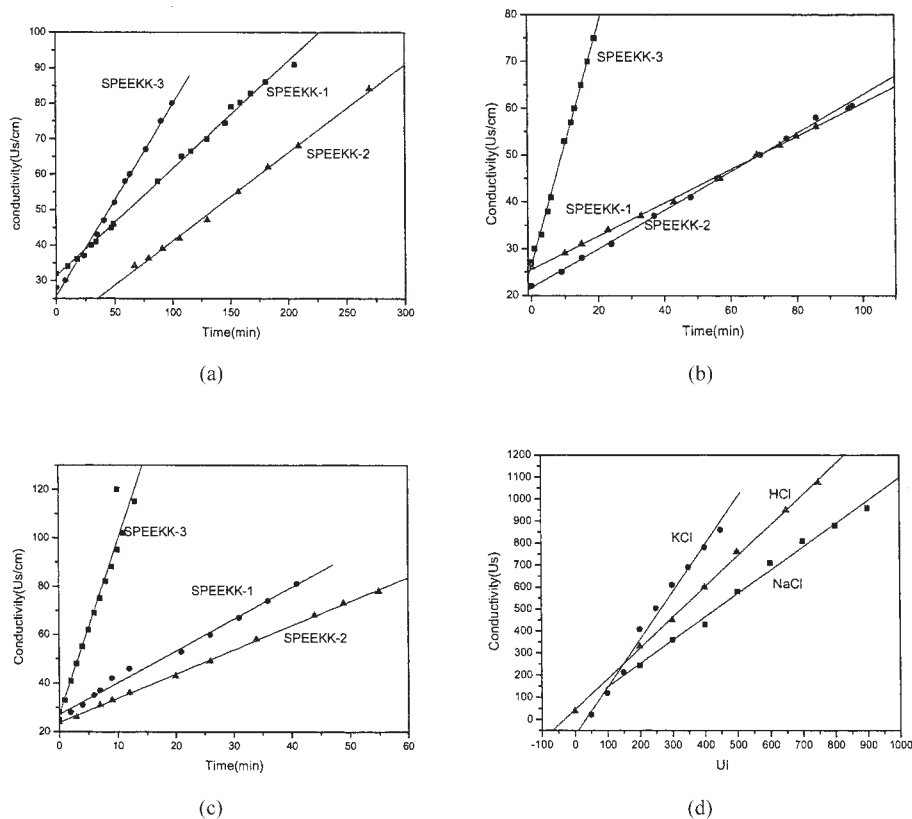 100
90
80
70
60
50
40
30
conductivity(Us/cm)
SPEEKK-3
SPEEKK-1
SPEEKK-2
0 50 100 150 200 250 300
Time(min)
(a)
80
70
60
50
40
30
20
Conductivity(Us/cm)
SPEEKK-3
SPEEKK-1
SPEEKK-2
0 20 40 60 80 100
Time(min)
(b)
120
100
80
60
40
20
Conductivity(Us/cm)
SPEEKK-3
SPEEKK-1
SPEEKK-2
0 10 20 30 40 50 60
Time(min)
(c)
1200
1100
1000
900
800
700
600
500
400
300
200
100
0
Conductivity(Us)
HCl
KCl
NaCl
-100 0 100 200 300 400 500 600 700 800 900 1000
Ul
(d)